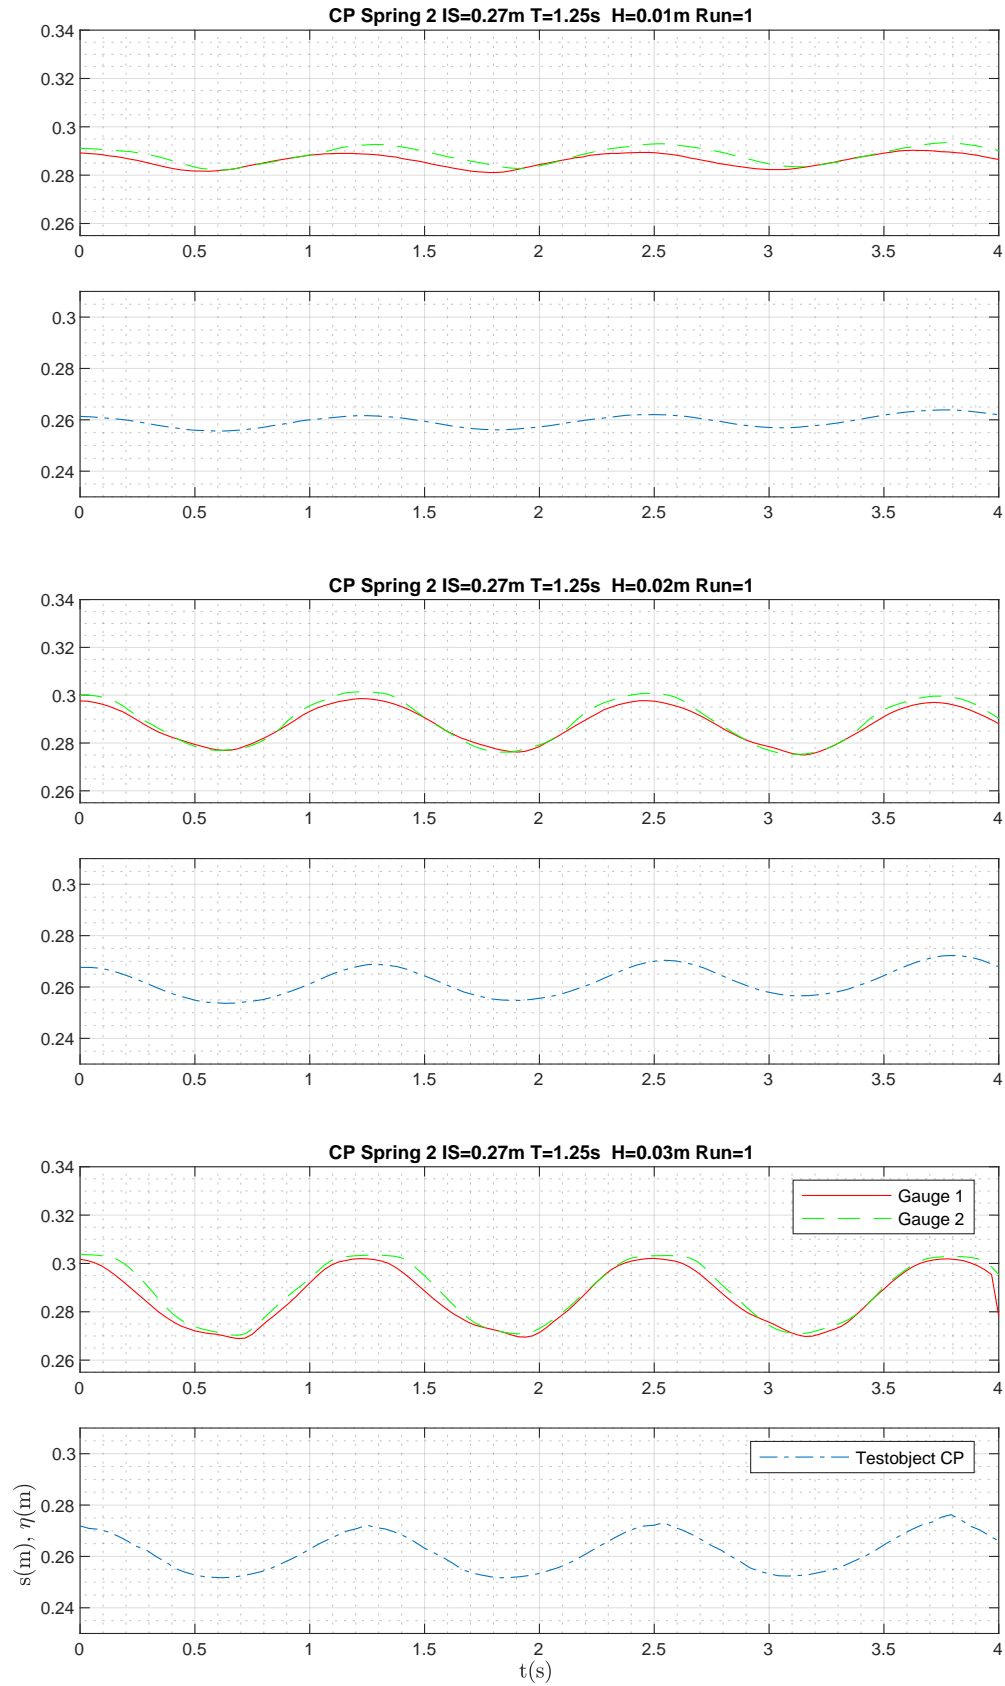 CP Spring 2 IS=0.27m T=1.25s  H=0.01m Run=1
0.34
0.32
0.3
0.28
0.26
0 0.5 1 1.5 2 2.5 3 3.5 4
0.3
0.28
0.26
0.24
0 0.5 1 1.5 2 2.5 3 3.5 4
CP Spring 2 IS=0.27m T=1.25s  H=0.02m Run=1
0.34
0.32
0.3
0.28
0.26
0 0.5 1 1.5 2 2.5 3 3.5 4
0.3
0.28
0.26
0.24
0 0.5 1 1.5 2 2.5 3 3.5 4
CP Spring 2 IS=0.27m T=1.25s  H=0.03m Run=1
0.34
Gauge 1
Gauge 2
0.32
0.3
0.28
0.26
0 0.5 1 1.5 2 2.5 3 3.5 4
0.3
Testobject CP
0.28
0.26
0.24
s(m), η(m)
0 0.5 1 1.5 2 2.5 3 3.5 4
t(s)